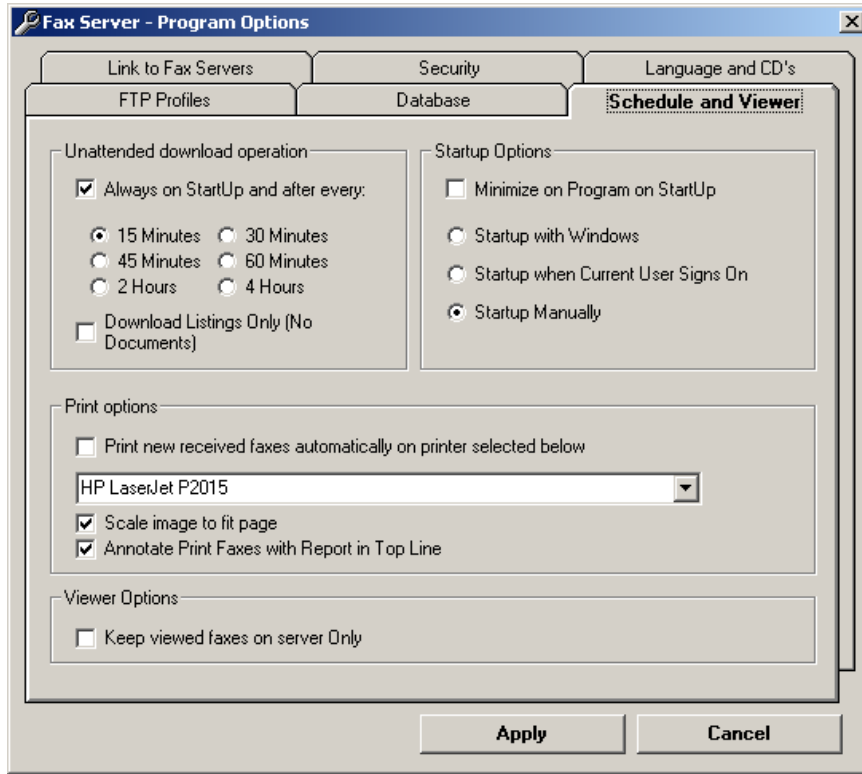 Fax Server - Program Options
Link to Fax Servers
Security
Language and CD's
FTP Profiles
Database
Schedule and Viewer
Unattended download operation
Always on StartUp and after every:
15 Minutes
30 Minutes
45 Minutes
60 Minutes
2 Hours
4 Hours
Download Listings Only (No
Documents)
Startup Options
Minimize on Program on StartUp
Startup with Windows
Startup when Current User Signs On
Startup Manually
Print options
Print new received faxes automatically on printer selected below
HP LaserJet P2015
Scale image to fit page
Annotate Print Faxes with Report in Top Line
Viewer Options
Keep viewed faxes on server Only
Apply
Cancel